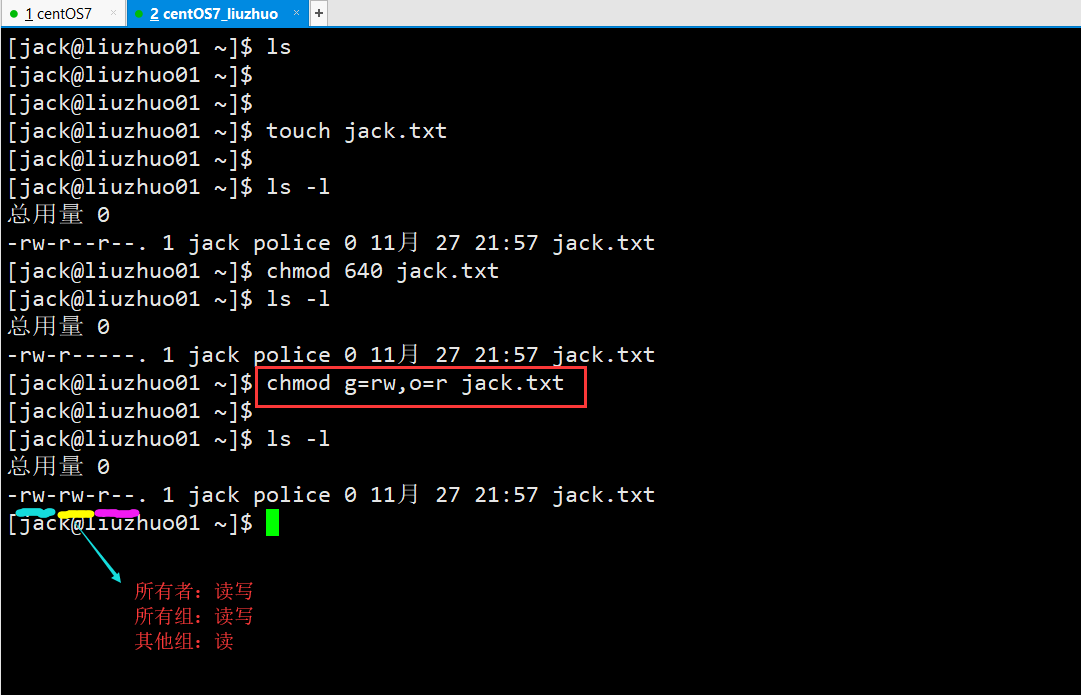 1 centOS7 × 2 centOS7_liuzhuo × +
[jack@liuzhuo01 ~]$ ls
[jack@liuzhuo01 ~]$
[jack@liuzhuo01 ~]$
[jack@liuzhuo01 ~]$ touch jack.txt
[jack@liuzhuo01 ~]$
[jack@liuzhuo01 ~]$ ls -l
总用量 0
-rw-r--r--. 1 jack police 0 11月 27 21:57 jack.txt
[jack@liuzhuo01 ~]$ chmod 640 jack.txt
[jack@liuzhuo01 ~]$ ls -l
总用量 0
-rw-r-----. 1 jack police 0 11月 27 21:57 jack.txt
[jack@liuzhuo01 ~]$ chmod g=rw,o=r jack.txt
[jack@liuzhuo01 ~]$
[jack@liuzhuo01 ~]$ ls -l
总用量 0
-rw-rw-r--. 1 jack police 0 11月 27 21:57 jack.txt
[jack@liuzhuo01 ~]$
所有者：读写
所有组：读写
其他组：读